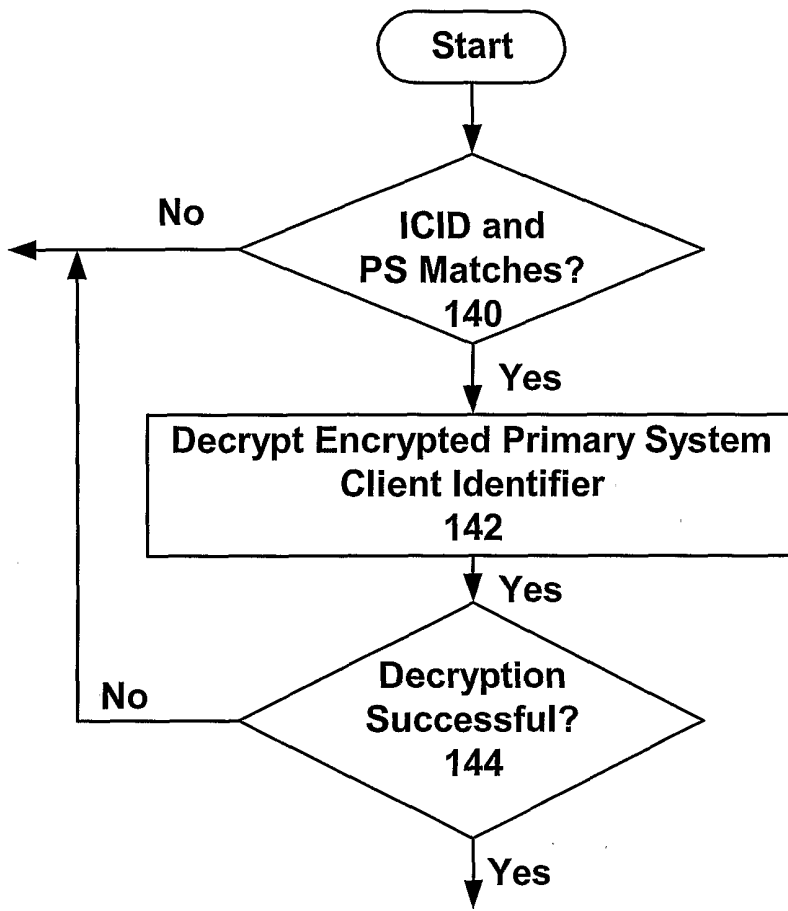 Start
No
ICID and
PS Matches?
140
Yes
Decrypt Encrypted Primary System
Client Identifier
142
Yes
Decryption
Successful?
144
No
Yes